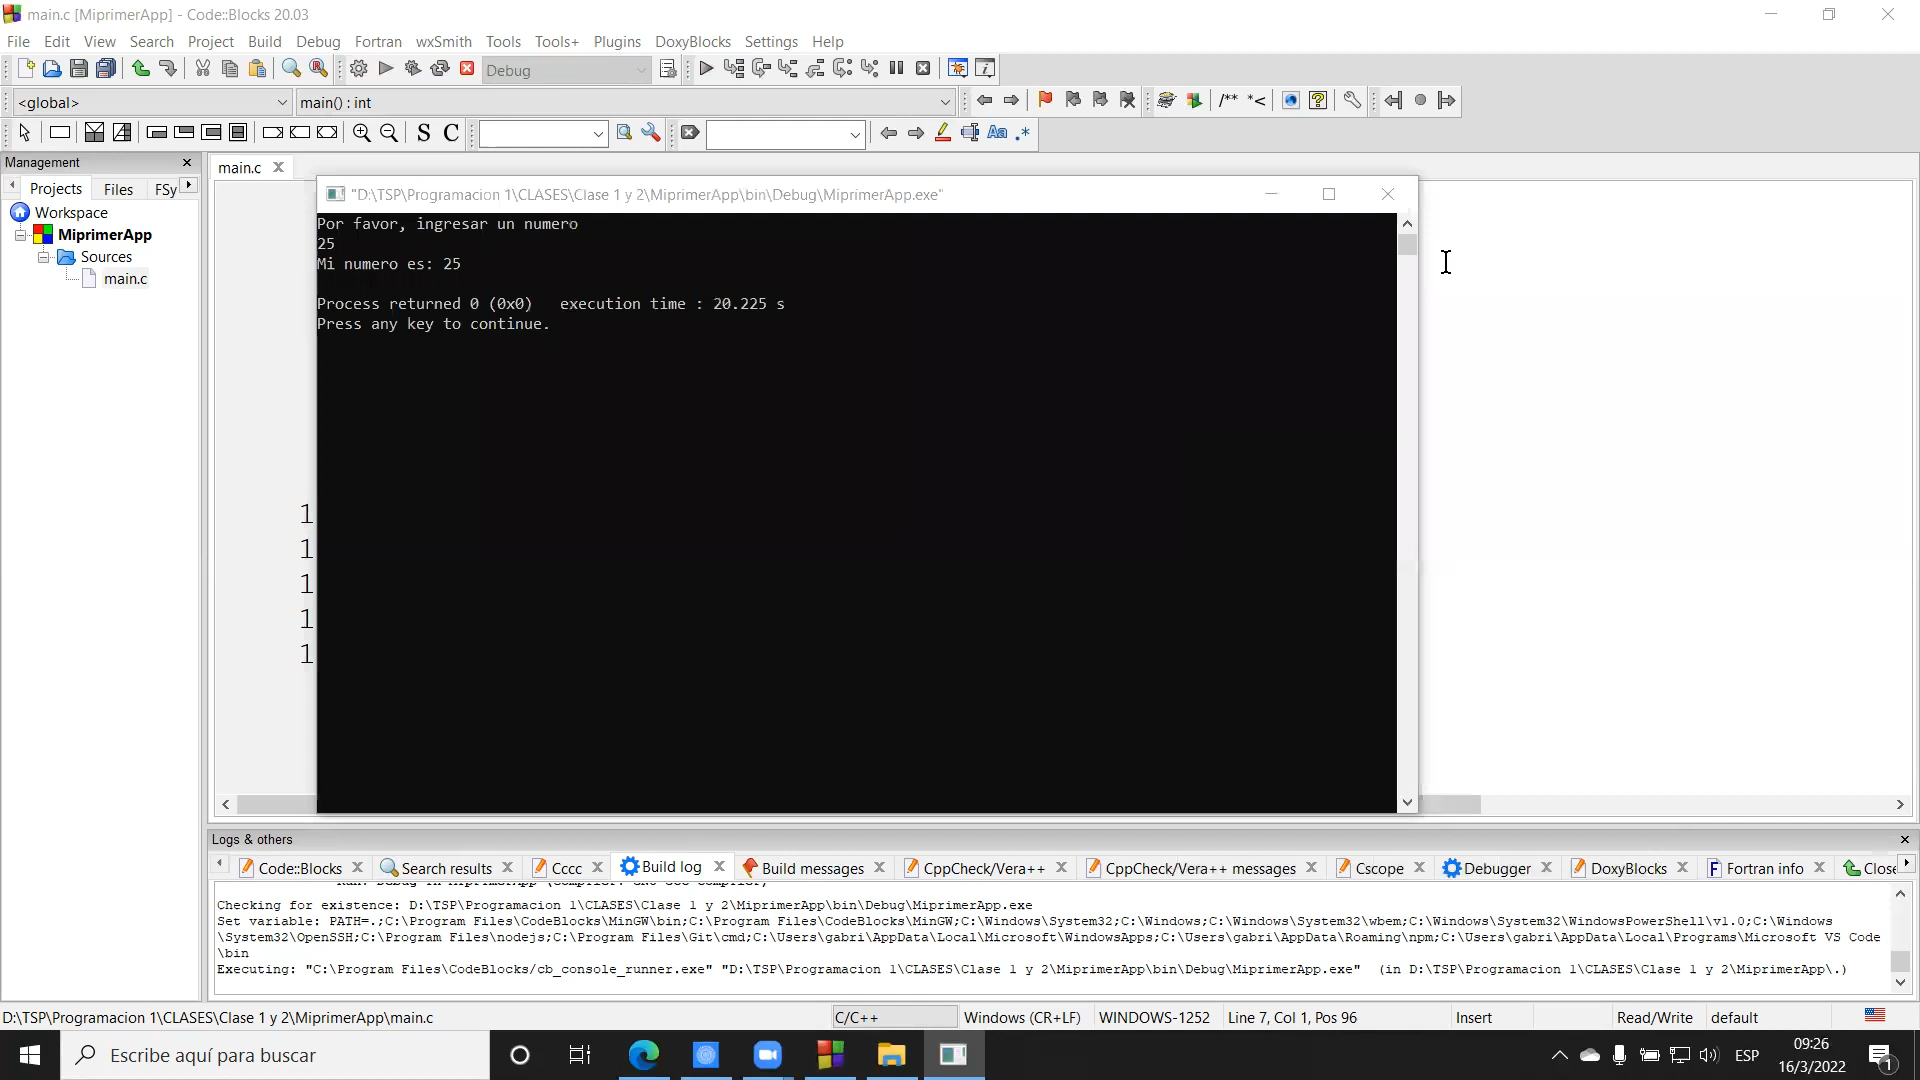 main.c [MiprimerApp] - Code::Blocks 20.03
File Edit View Search Project Build Debug Fortran wxSmith Tools Tools+ Plugins DoxyBlocks Settings Help
Debug
<global> main() : int
/** *<
S C Aa .*
Management
Projects Files FSy
main.c
Workspace
MiprimerApp
Sources
main.c
"D:\TSP\Programacion 1\CLASES\Clase 1 y 2\MiprimerApp\bin\Debug\MiprimerApp.exe"
Por favor, ingresar un numero
25
Mi numero es: 25
Process returned 0 (0x0)   execution time : 20.225 s
Press any key to continue.
1
1
1
1
1
Logs & others
Code::Blocks Search results Cccc Build log Build messages CppCheck/Vera++ CppCheck/Vera++ messages Cscope Debugger DoxyBlocks Fortran info Close
Checking for existence: D:\TSP\Programacion 1\CLASES\Clase 1 y 2\MiprimerApp\bin\Debug\MiprimerApp.exe
Set variable: PATH=.;C:\Program Files\CodeBlocks\MinGW\bin;C:\Program Files\CodeBlocks\MinGW;C:\Windows\System32;C:\Windows;C:\Windows\System32\wbem;C:\Windows\System32\WindowsPowerShell\v1.0;C:\Windows
\System32\OpenSSH;C:\Program Files\nodejs;C:\Program Files\Git\cmd;C:\Users\gabri\AppData\Local\Microsoft\WindowsApps;C:\Users\gabri\AppData\Roaming\npm;C:\Users\gabri\AppData\Local\Programs\Microsoft VS Code
\bin
Executing: "C:\Program Files\CodeBlocks/cb_console_runner.exe" "D:\TSP\Programacion 1\CLASES\Clase 1 y 2\MiprimerApp\bin\Debug\MiprimerApp.exe"  (in D:\TSP\Programacion 1\CLASES\Clase 1 y 2\MiprimerApp\.)
D:\TSP\Programacion 1\CLASES\Clase 1 y 2\MiprimerApp\main.c C/C++ Windows (CR+LF) WINDOWS-1252 Line 7, Col 1, Pos 96 Insert Read/Write default
Escribe aquí para buscar
ESP
09:26
16/3/2022
1